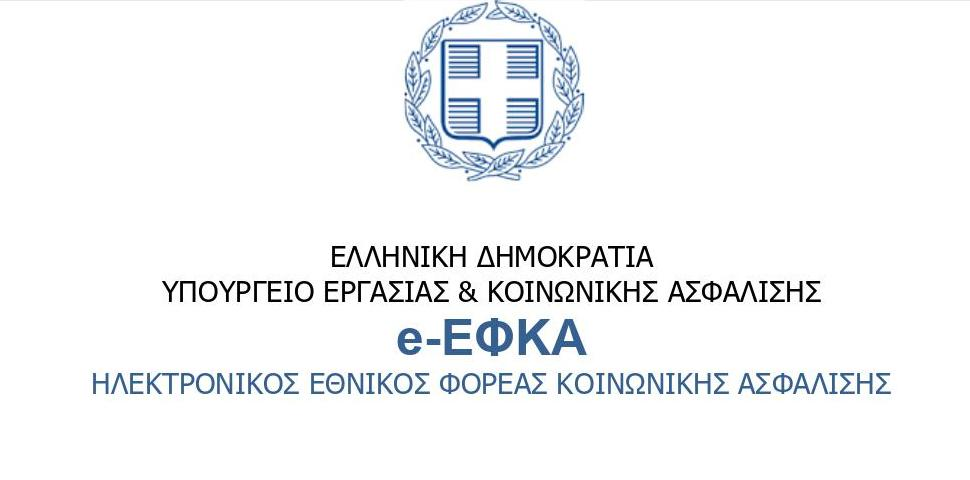 ΕΛΛΗΝΙΚΗ ΔΗΜΟΚΡΑΤΙΑ
ΥΠΟΥΡΓΕΙΟ ΕΡΓΑΣΙΑΣ & ΚΟΙΝΩΝΙΚΗΣ ΑΣΦΑΛΙΣΗΣ
e-ΕΦΚΑ
ΗΛΕΚΤΡΟΝΙΚΟΣ ΕΘΝΙΚΟΣ ΦΟΡΕΑΣ ΚΟΙΝΩΝΙΚΗΣ ΑΣΦΑΛΙΣΗΣ